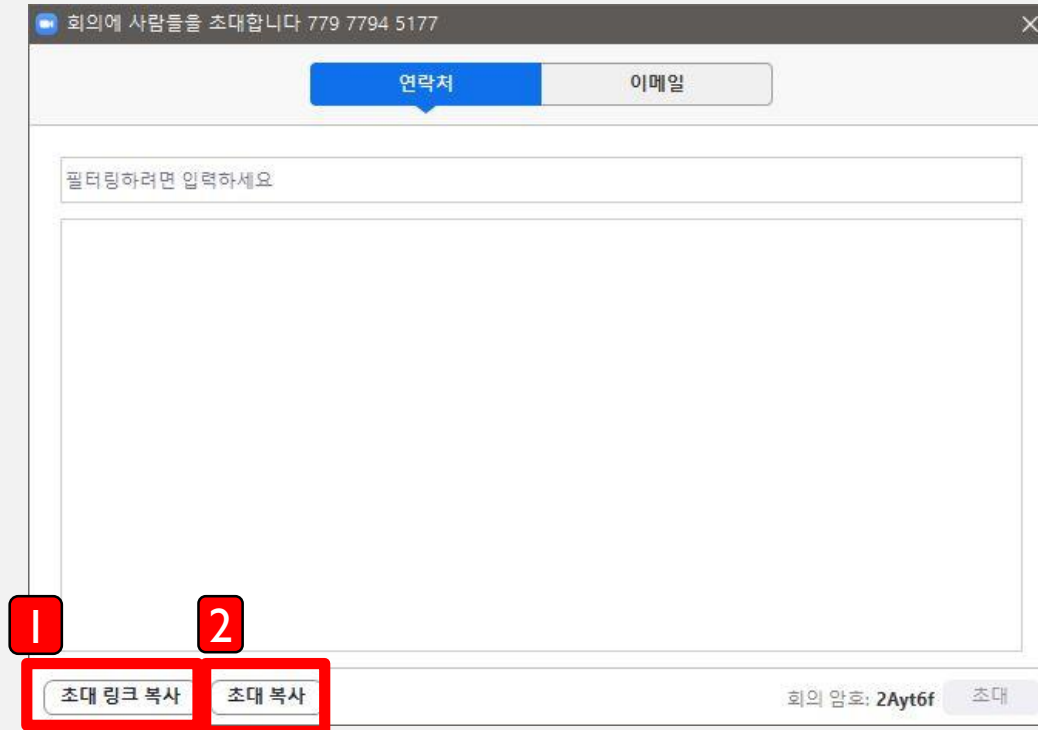 회의에 사람들을 초대합니다 779 7794 5177
연락처 이메일
필터링하려면 입력하세요
1 2
초대 링크 복사 초대 복사 회의 암호: 2Ayt6f 초대